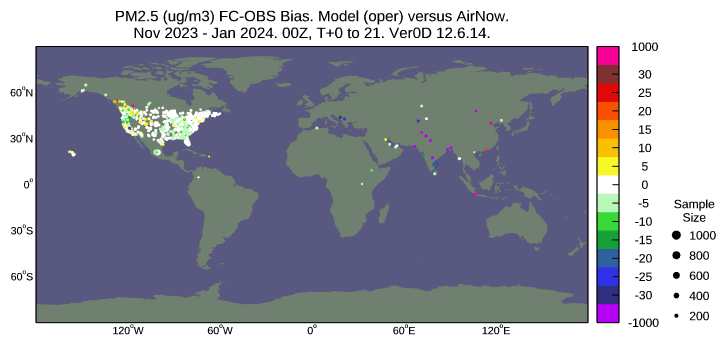 PM2.5 (ug/m3) FC-OBS Bias. Model (oper) versus AirNow.
Nov 2023 - Jan 2024. 00Z, T+0 to 21. Ver0D 12.6.14.
60°N
30°N
0°
30°S
60°S
120°W 60°W 0° 60°E 120°E
1000
30
25
20
15
10
5
0
-5
-10
-15
-20
-25
-30
-1000
Sample
Size
1000
800
600
400
200